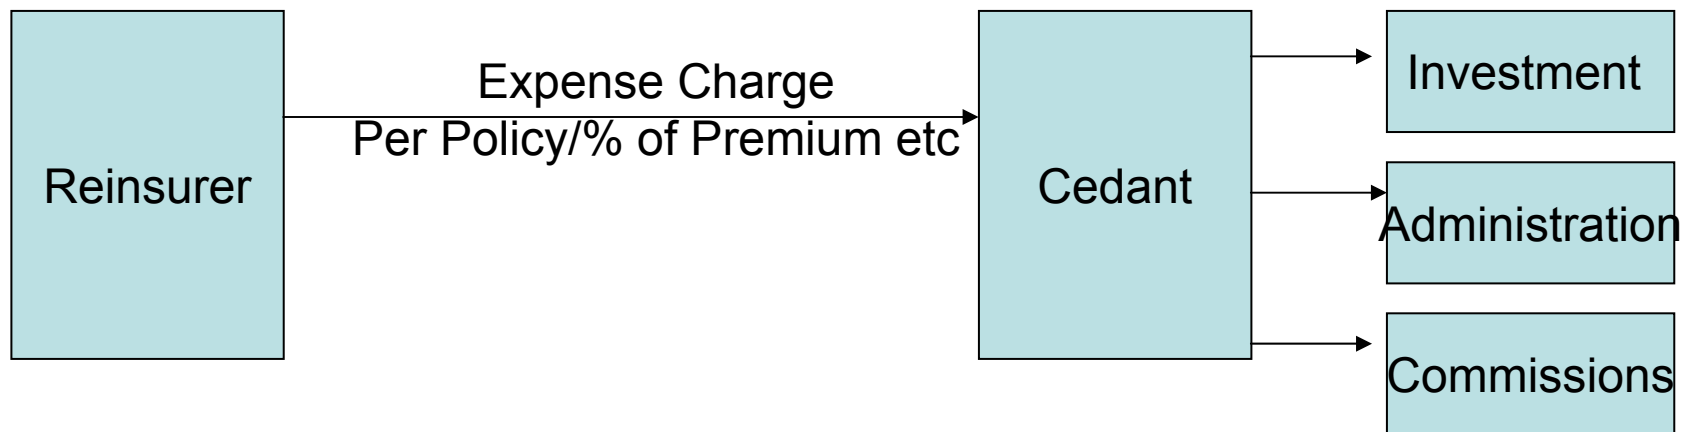 Reinsurer
Expense Charge
Per Policy/% of Premium etc
Cedant
Investment
Administration
Commissions